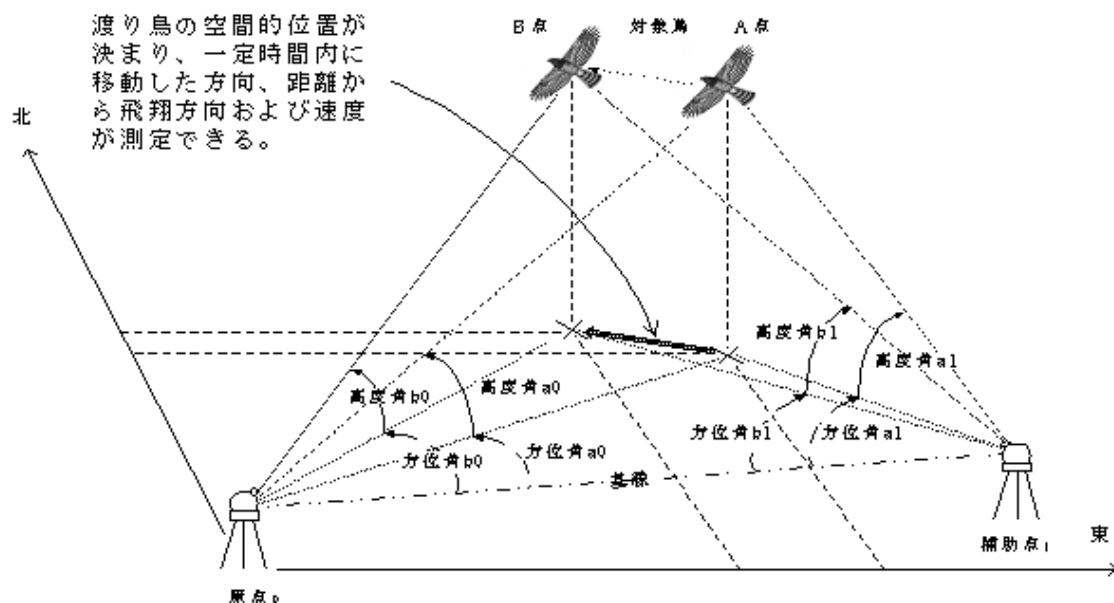 渡り鳥の空間的位置が
決まり、一定時間内に
移動した方向、距離か
ら飛翔方向および速度
が測定できる。
B点
対象鳥
A点
北
高度角b1
高度角a1
高度角a0
高度角b0
方位角b1
方位角a1
方位角b0
方位角a0
基線
補助点1
東
原点0